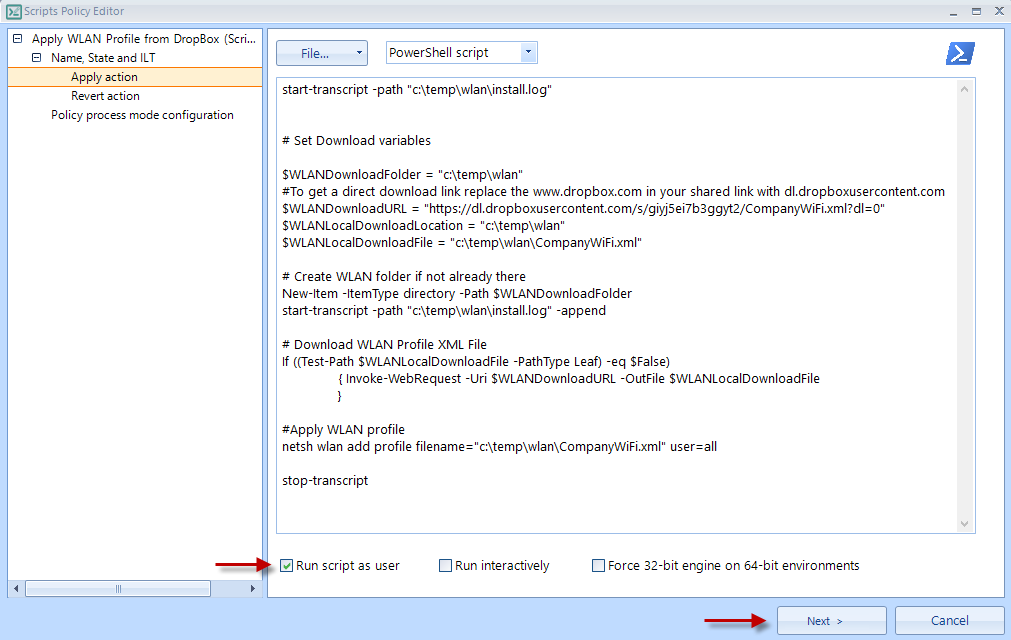 Scripts Policy Editor
Apply WLAN Profile from DropBox (Scri...
Name, State and ILT
Apply action
Revert action
Policy process mode configuration
File...
PowerShell script
start-transcript -path "c:\temp\wlan\install.log"
# Set Download variables
$WLANDownloadFolder = "c:\temp\wlan"
#To get a direct download link replace the www.dropbox.com in your shared link with dl.dropboxusercontent.com
$WLANDownloadURL = "https://dl.dropboxusercontent.com/s/giyj5ei7b3ggyt2/CompanyWiFi.xml?dl=0"
$WLANLocalDownloadLocation = "c:\temp\wlan"
$WLANLocalDownloadFile = "c:\temp\wlan\CompanyWiFi.xml"
# Create WLAN folder if not already there
New-Item -ItemType directory -Path $WLANDownloadFolder
start-transcript -path "c:\temp\wlan\install.log" -append
# Download WLAN Profile XML File
If ((Test-Path $WLANLocalDownloadFile -PathType Leaf) -eq $False)
{ Invoke-WebRequest -Uri $WLANDownloadURL -OutFile $WLANLocalDownloadFile
}
#Apply WLAN profile
netsh wlan add profile filename="c:\temp\wlan\CompanyWiFi.xml" user=all
stop-transcript
Run script as user
Run interactively
Force 32-bit engine on 64-bit environments
Next >
Cancel